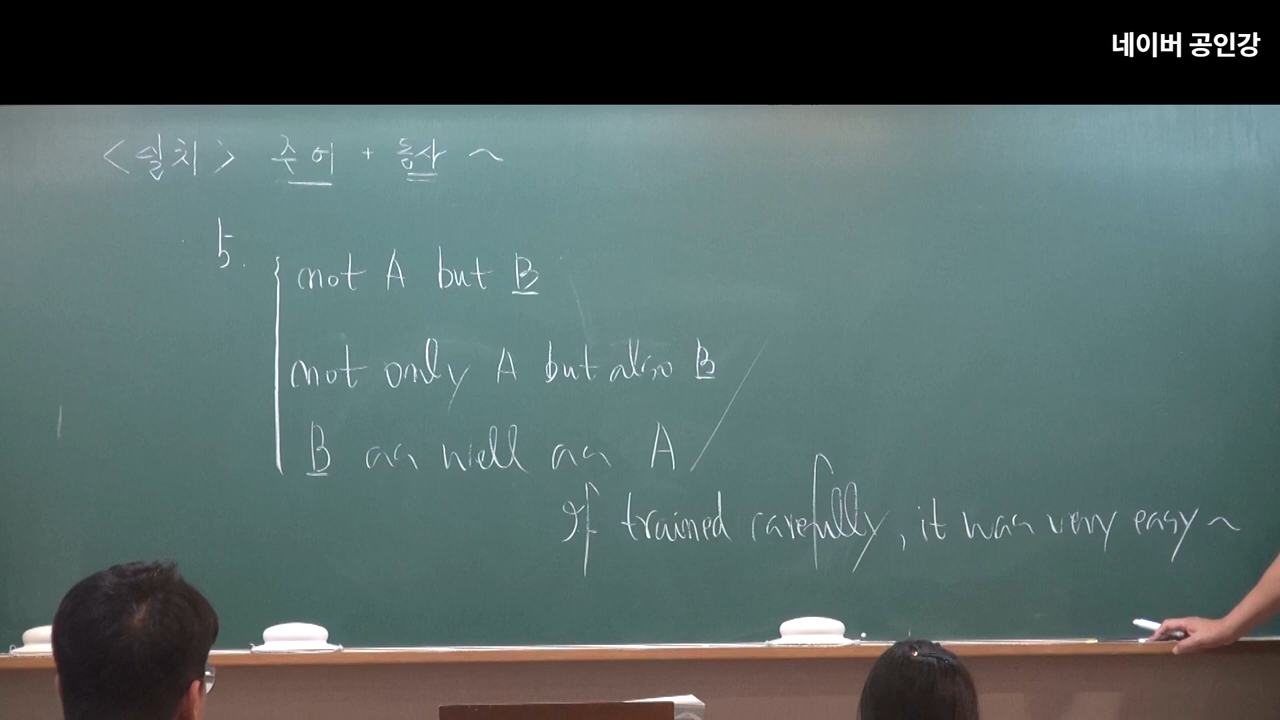 네이버 공인강
<일치> 주어 + 동사 ~
5.
not A but B
not only A but also B
B as well as A
If trained carefully, it was very easy ~